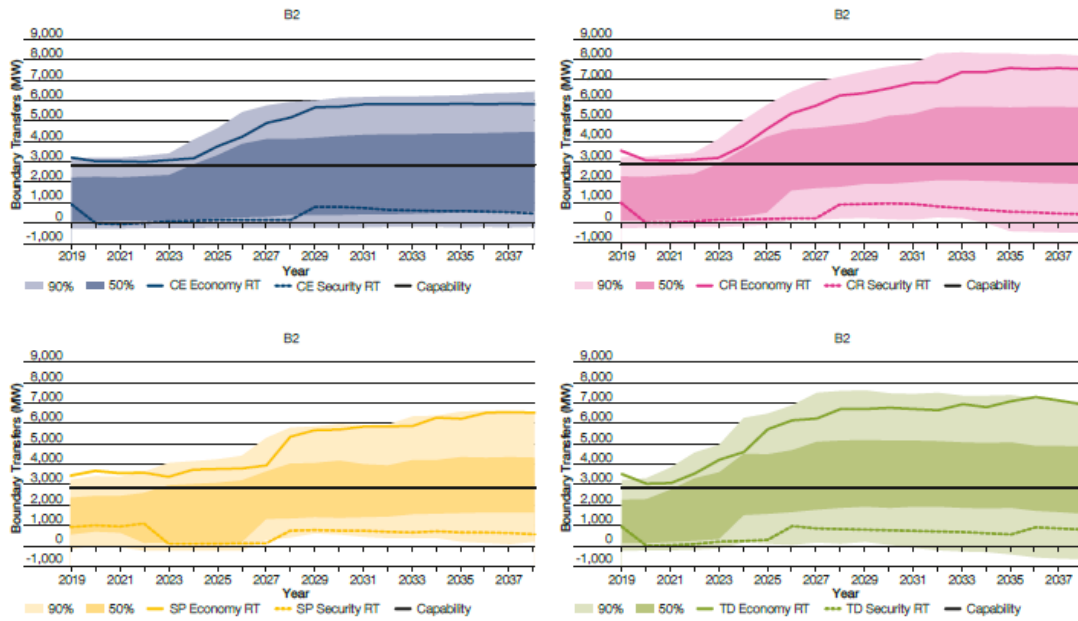 B2
9,000
8,000
7,000
6,000
5,000
4,000
3,000
2,000
1,000
0
-1,000
Boundary Transfers (MW)
2019 2021 2023 2025 2027 2029 2031 2033 2035 2037
Year
90% 50% CE Economy RT CE Security RT Capability
B2
9,000
8,000
7,000
6,000
5,000
4,000
3,000
2,000
1,000
0
-1,000
Boundary Transfers (MW)
2019 2021 2023 2025 2027 2029 2031 2033 2035 2037
Year
90% 50% CR Economy RT CR Security RT Capability
B2
9,000
8,000
7,000
6,000
5,000
4,000
3,000
2,000
1,000
0
-1,000
Boundary Transfers (MW)
2019 2021 2023 2025 2027 2029 2031 2033 2035 2037
Year
90% 50% SP Economy RT SP Security RT Capability
B2
9,000
8,000
7,000
6,000
5,000
4,000
3,000
2,000
1,000
0
-1,000
Boundary Transfers (MW)
2019 2021 2023 2025 2027 2029 2031 2033 2035 2037
Year
90% 50% TD Economy RT TD Security RT Capability